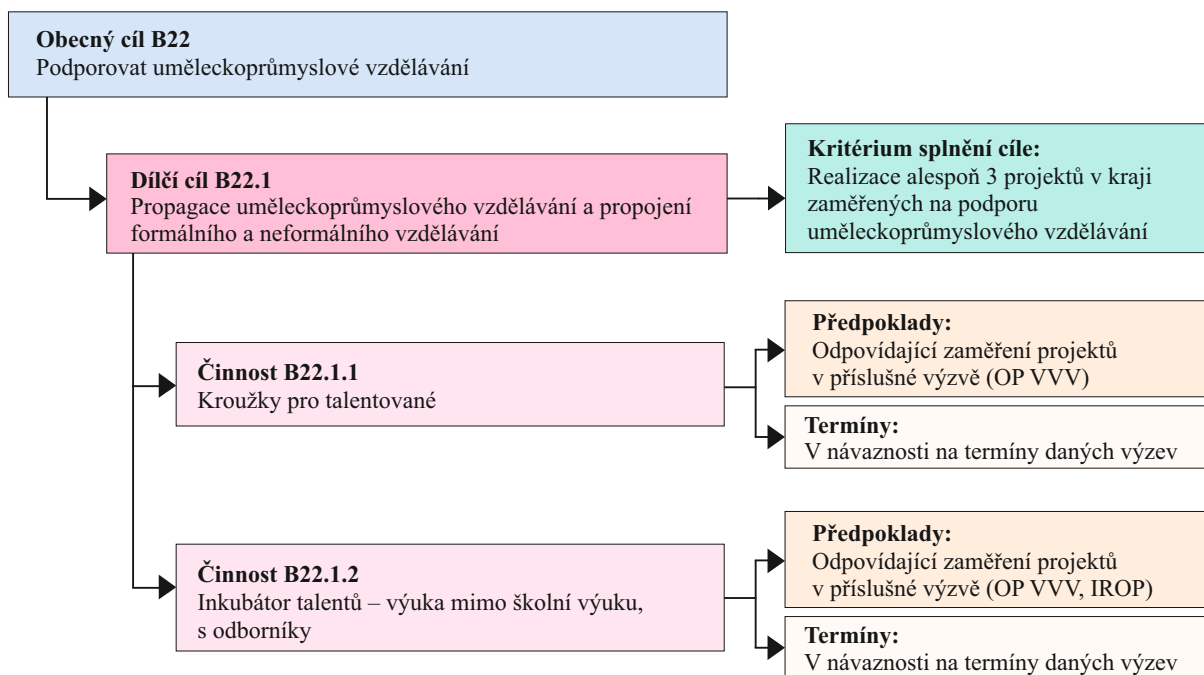 Obecný cíl B22
Podporovat uměleckoprůmyslové vzdělávání
Dílčí cíl B22.1
Propagace uměleckoprůmyslového vzdělávání a propojení
formálního a neformálního vzdělávání
Kritérium splnění cíle:
Realizace alespoň 3 projektů v kraji
zaměřených na podporu
uměleckoprůmyslového vzdělávání
Činnost B22.1.1
Kroužky pro talentované
Předpoklady:
Odpovídající zaměření projektů
v příslušné výzvě (OP VVV)
Termíny:
V návaznosti na termíny daných výzev
Činnost B22.1.2
Inkubátor talentů – výuka mimo školní výuku,
s odborníky
Předpoklady:
Odpovídající zaměření projektů
v příslušné výzvě (OP VVV, IROP)
Termíny:
V návaznosti na termíny daných výzev